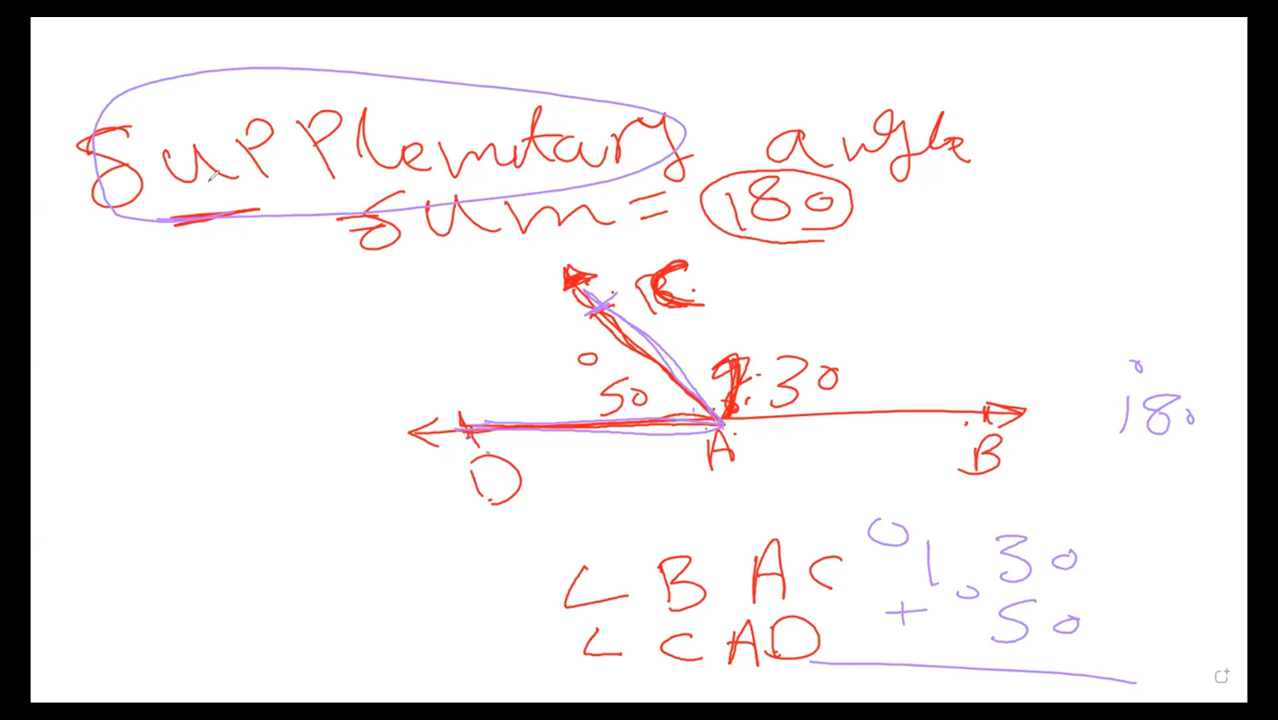 Supplemtary angle
Sum = 180
C
50 130
D A B
180
∠BAC 130
∠CAD + 50